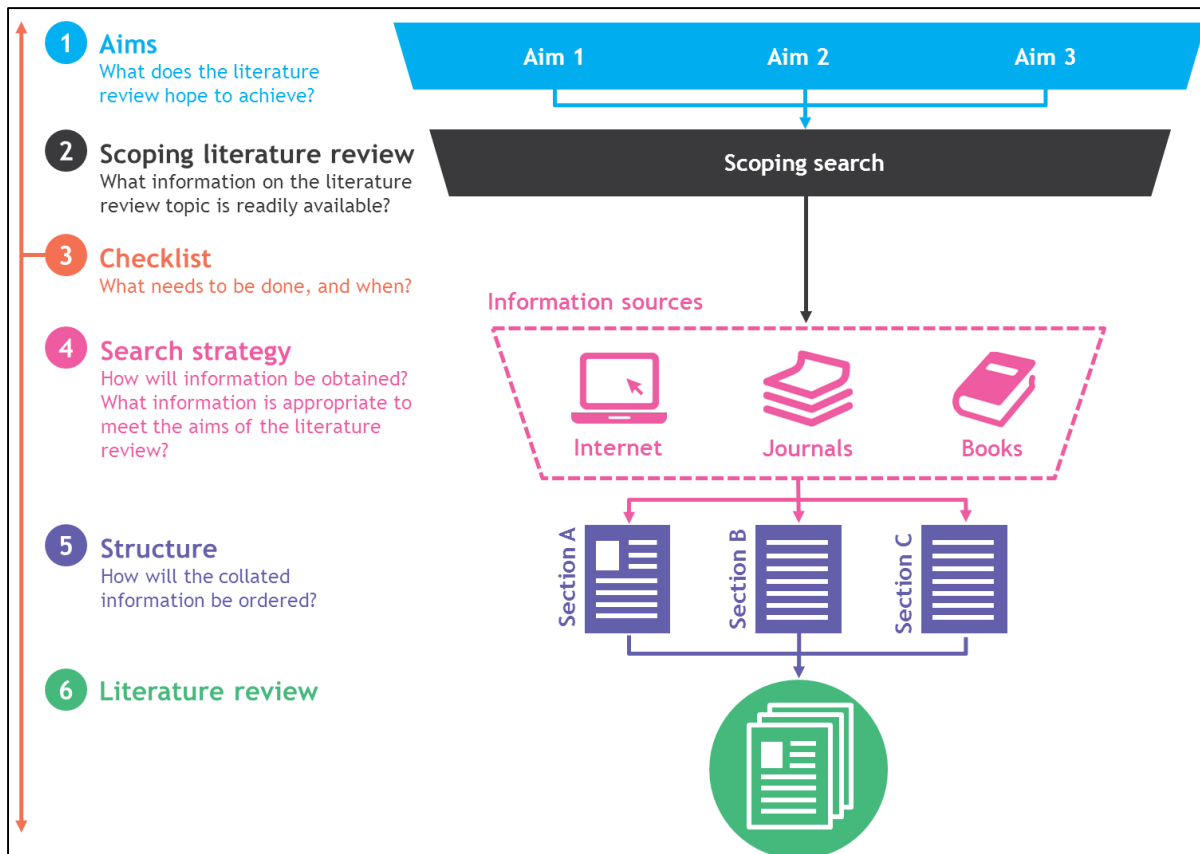 1 Aims
What does the literature
review hope to achieve?
Aim 1 Aim 2 Aim 3
2 Scoping literature review
What information on the literature
review topic is readily available?
Scoping search
3 Checklist
What needs to be done, and when?
4 Search strategy
How will information be obtained?
What information is appropriate to
meet the aims of the literature
review?
Information sources
Internet Journals Books
5 Structure
How will the collated
information be ordered?
Section A
Section B
Section C
6 Literature review